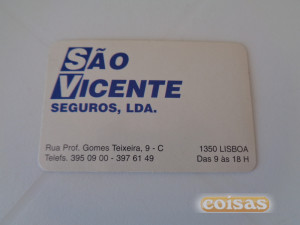 SÃO
VICENTE
SEGUROS, LDA.
Rua Prof. Gomes Teixeira, 9 - C 1350 LISBOA
Telefs. 395 09 00 - 397 61 49 Das 9 às 18 H
coisas